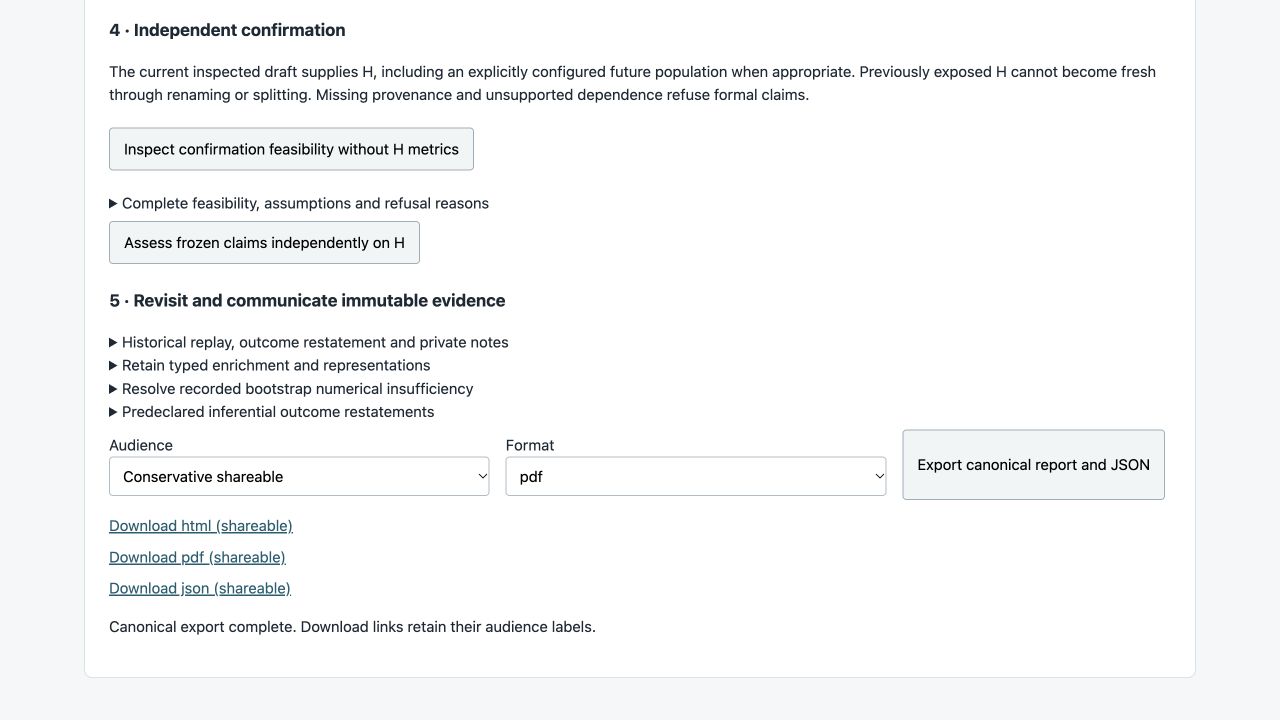 4 · Independent confirmation
The current inspected draft supplies H, including an explicitly configured future population when appropriate. Previously exposed H cannot become fresh
through renaming or splitting. Missing provenance and unsupported dependence refuse formal claims.
Inspect confirmation feasibility without H metrics
Complete feasibility, assumptions and refusal reasons
Assess frozen claims independently on H
5 · Revisit and communicate immutable evidence
Historical replay, outcome restatement and private notes
Retain typed enrichment and representations
Resolve recorded bootstrap numerical insufficiency
Predeclared inferential outcome restatements
Audience
Conservative shareable
Format
pdf
Export canonical report and JSON
Download html (shareable)
Download pdf (shareable)
Download json (shareable)
Canonical export complete. Download links retain their audience labels.